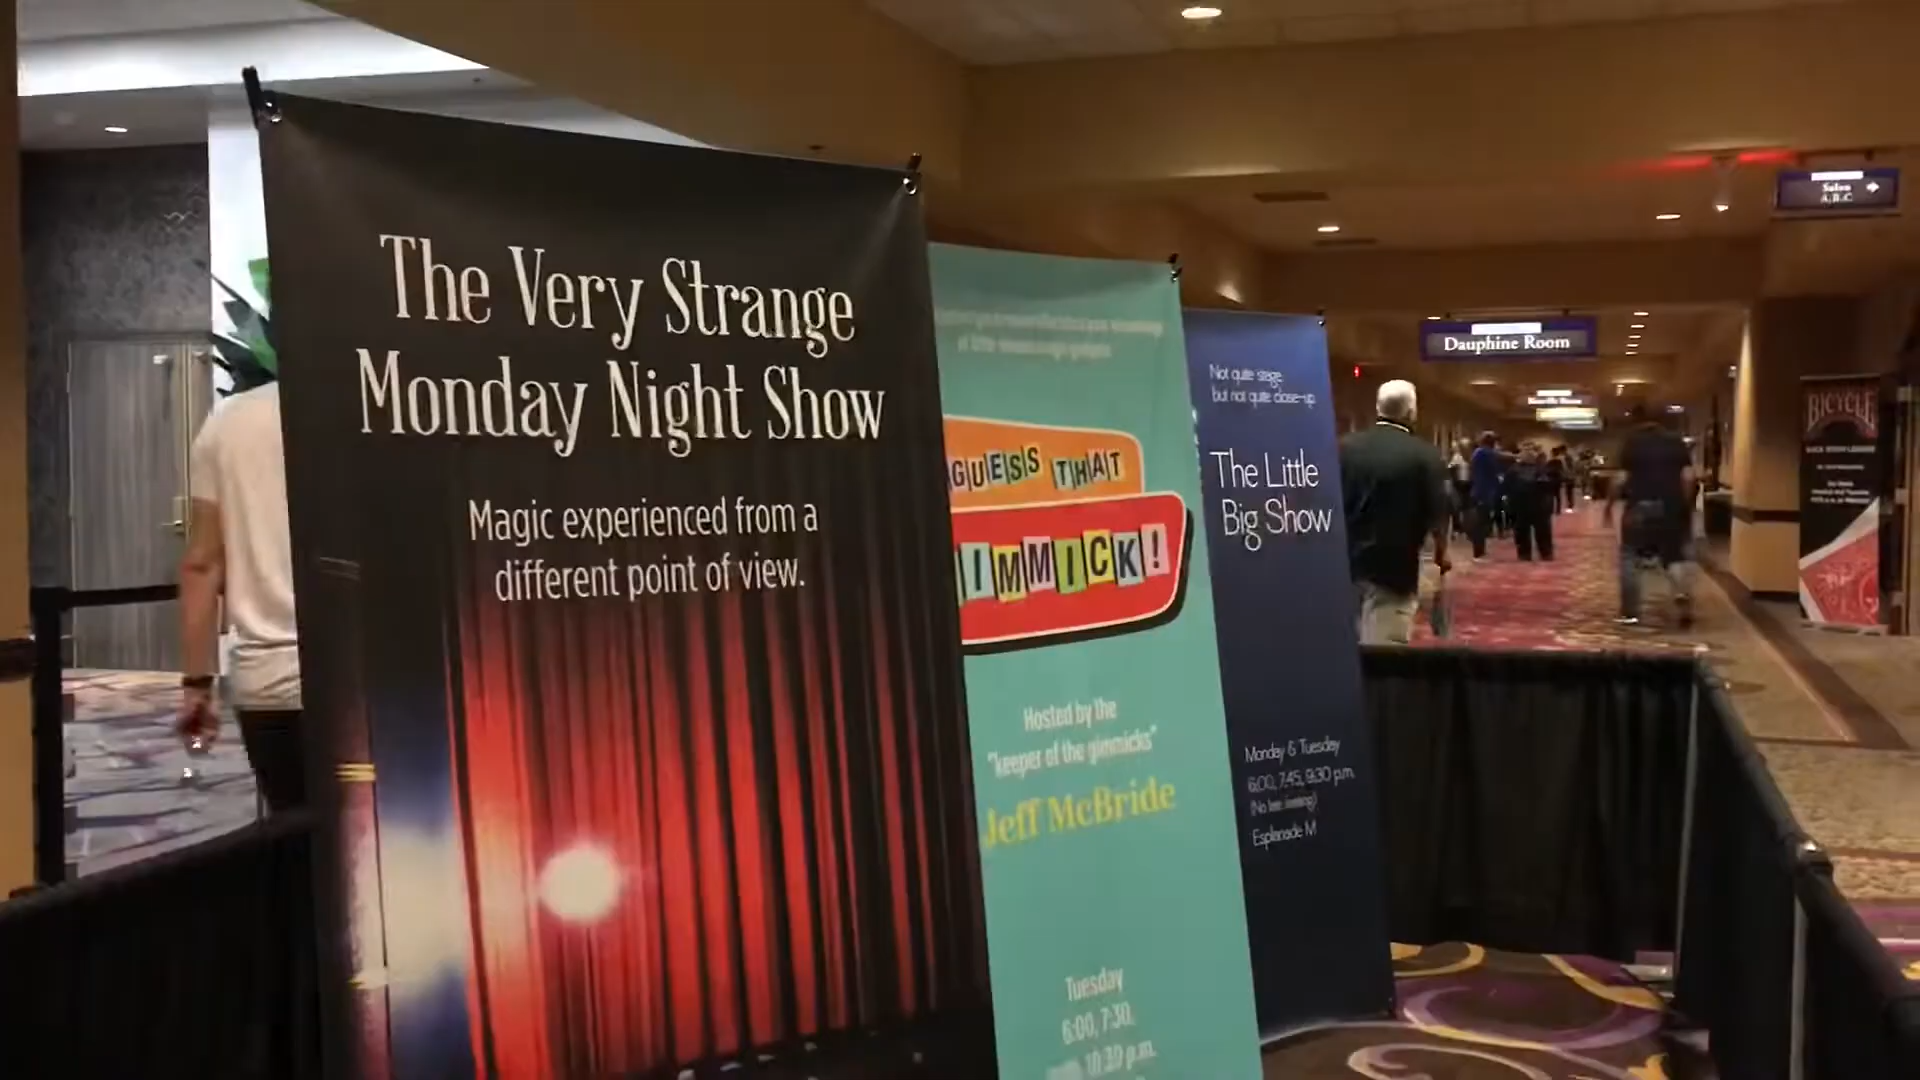 The Very Strange
Monday Night Show
Magic experienced from a
different point of view.
GUESS THAT
IMMICK!
Hosted by the
"keeper of the gimmicks"
Jeff McBride
Tuesday
6:00, 7:30,
10:30 p.m.
Not quite stage
but not quite close-up
The Little
Big Show
Monday & Tuesday
6:00, 7:45, 9:30 p.m.
(No late seating)
Esplanade M
Dauphine Room
Salon
A,B,C
BICYCLE